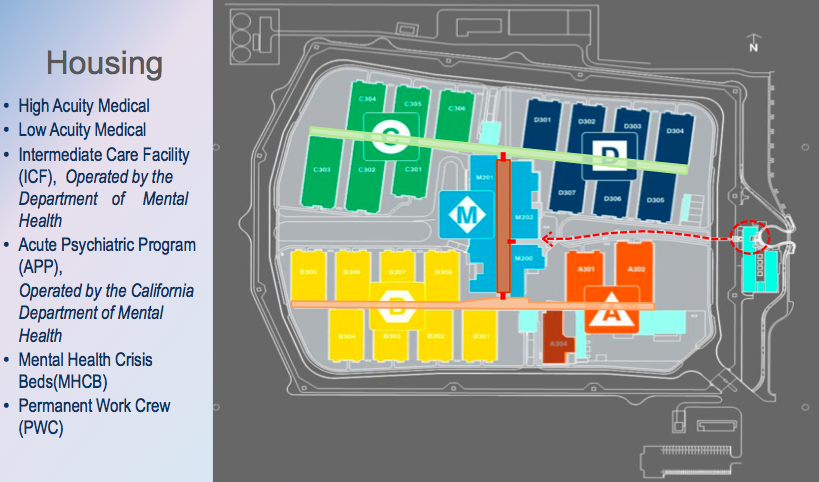 Housing
• High Acuity Medical
• Low Acuity Medical
• Intermediate Care Facility
(ICF), Operated by the
Department of Mental
Health
• Acute Psychiatric Program
(APP),
Operated by the California
Department of Mental
Health
• Mental Health Crisis
Beds(MHCB)
• Permanent Work Crew
(PWC)
N
C304
C305
C306
C
C303
C302
C301
D301
D302
D303
D304
D
D307
D306
D305
M201
M
M202
M200
B305
B306
B307
B308
B304
B303
B302
B301
A301
A302
A
A304